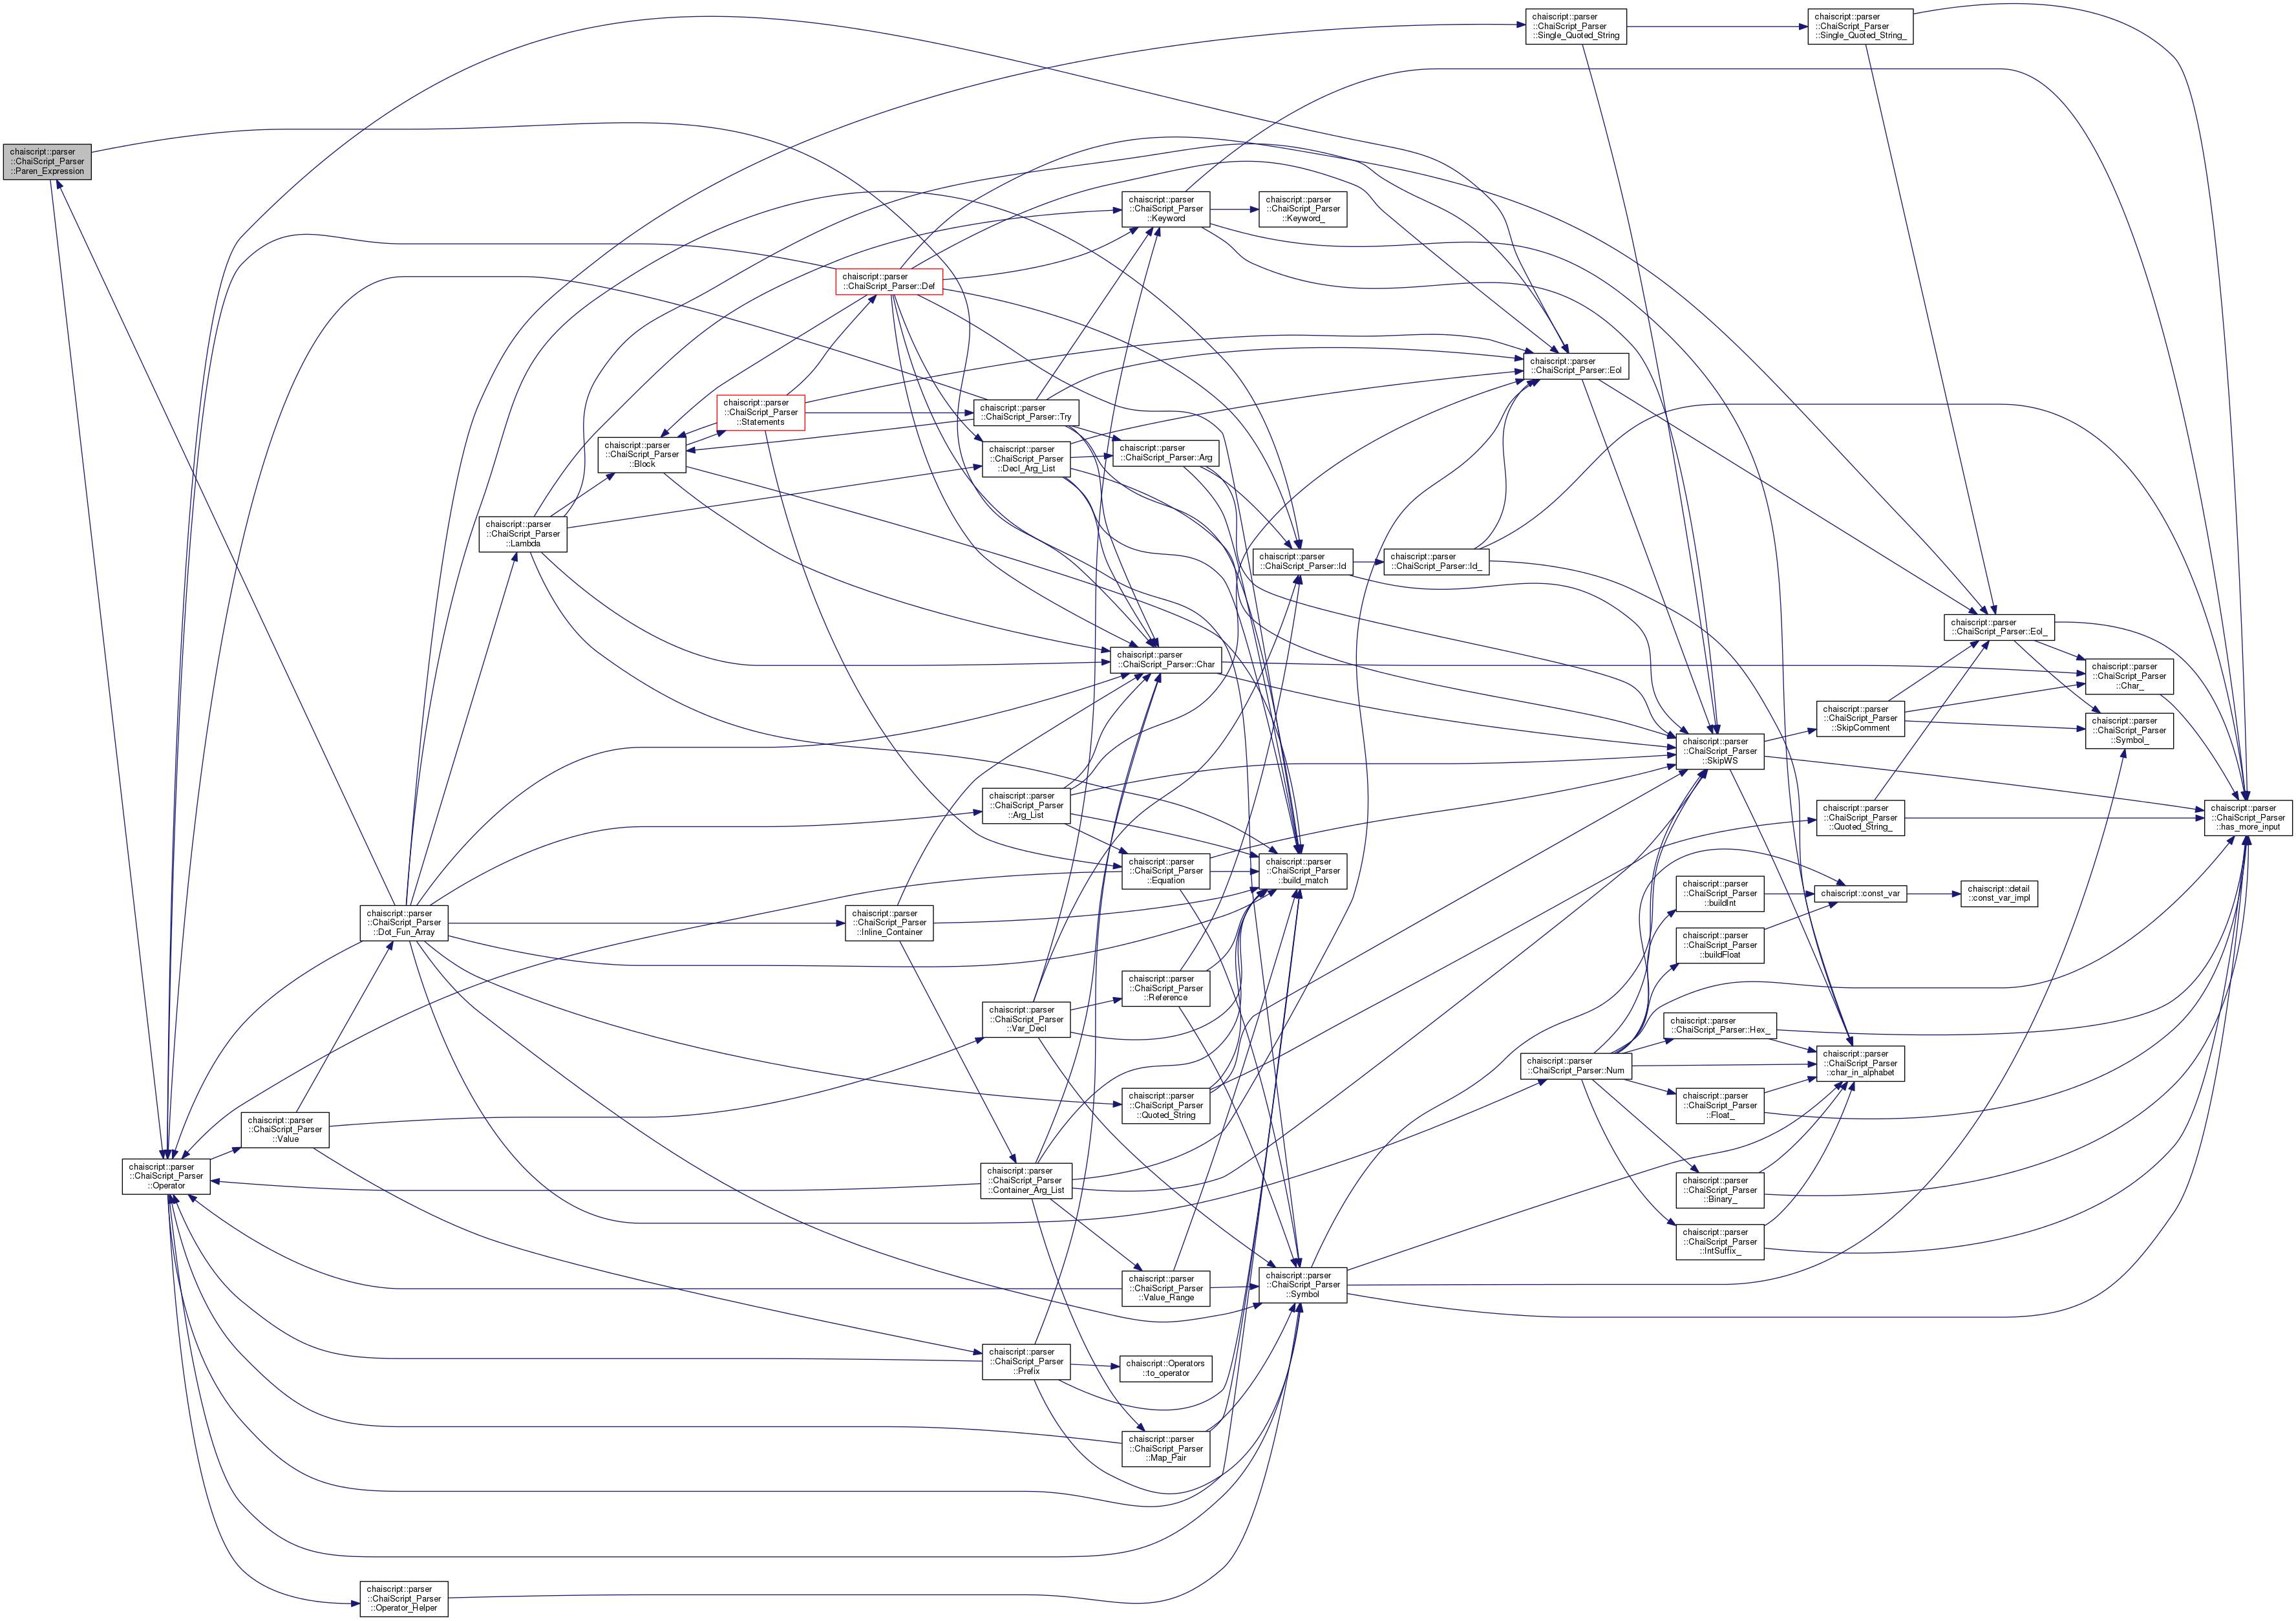 chaiscript::parser
::ChaiScript_Parser
::Paren_Expression
chaiscript::parser
::ChaiScript_Parser
::Operator
chaiscript::parser
::ChaiScript_Parser
::Value
chaiscript::parser
::ChaiScript_Parser
::Dot_Fun_Array
chaiscript::parser
::ChaiScript_Parser
::Operator_Helper
chaiscript::parser
::ChaiScript_Parser
::Lambda
chaiscript::parser
::ChaiScript_Parser
::Block
chaiscript::parser
::ChaiScript_Parser
::Statements
chaiscript::parser
::ChaiScript_Parser::Def
chaiscript::parser
::ChaiScript_Parser
::Inline_Container
chaiscript::parser
::ChaiScript_Parser::Try
chaiscript::parser
::ChaiScript_Parser
::Decl_Arg_List
chaiscript::parser
::ChaiScript_Parser
::Arg_List
chaiscript::parser
::ChaiScript_Parser
::Var_Decl
chaiscript::parser
::ChaiScript_Parser
::Container_Arg_List
chaiscript::parser
::ChaiScript_Parser
::Prefix
chaiscript::parser
::ChaiScript_Parser
::Keyword
chaiscript::parser
::ChaiScript_Parser::Arg
chaiscript::parser
::ChaiScript_Parser::Char
chaiscript::parser
::ChaiScript_Parser
::Equation
chaiscript::parser
::ChaiScript_Parser
::Reference
chaiscript::parser
::ChaiScript_Parser
::Quoted_String
chaiscript::parser
::ChaiScript_Parser
::Value_Range
chaiscript::Operators
::to_operator
chaiscript::parser
::ChaiScript_Parser
::Map_Pair
chaiscript::parser
::ChaiScript_Parser
::Keyword_
chaiscript::parser
::ChaiScript_Parser::Id
chaiscript::parser
::ChaiScript_Parser
::build_match
chaiscript::parser
::ChaiScript_Parser
::Symbol
chaiscript::parser
::ChaiScript_Parser::Id_
chaiscript::parser
::ChaiScript_Parser
::Single_Quoted_String
chaiscript::parser
::ChaiScript_Parser::Eol
chaiscript::parser
::ChaiScript_Parser::Num
chaiscript::parser
::ChaiScript_Parser
::SkipWS
chaiscript::parser
::ChaiScript_Parser
::buildInt
chaiscript::parser
::ChaiScript_Parser
::buildFloat
chaiscript::parser
::ChaiScript_Parser::Hex_
chaiscript::parser
::ChaiScript_Parser
::Float_
chaiscript::parser
::ChaiScript_Parser
::Binary_
chaiscript::parser
::ChaiScript_Parser
::IntSuffix_
chaiscript::parser
::ChaiScript_Parser
::Single_Quoted_String_
chaiscript::parser
::ChaiScript_Parser
::SkipComment
chaiscript::parser
::ChaiScript_Parser
::Quoted_String_
chaiscript::const_var
chaiscript::parser
::ChaiScript_Parser
::char_in_alphabet
chaiscript::parser
::ChaiScript_Parser::Eol_
chaiscript::detail
::const_var_impl
chaiscript::parser
::ChaiScript_Parser
::Char_
chaiscript::parser
::ChaiScript_Parser
::Symbol_
chaiscript::parser
::ChaiScript_Parser
::has_more_input